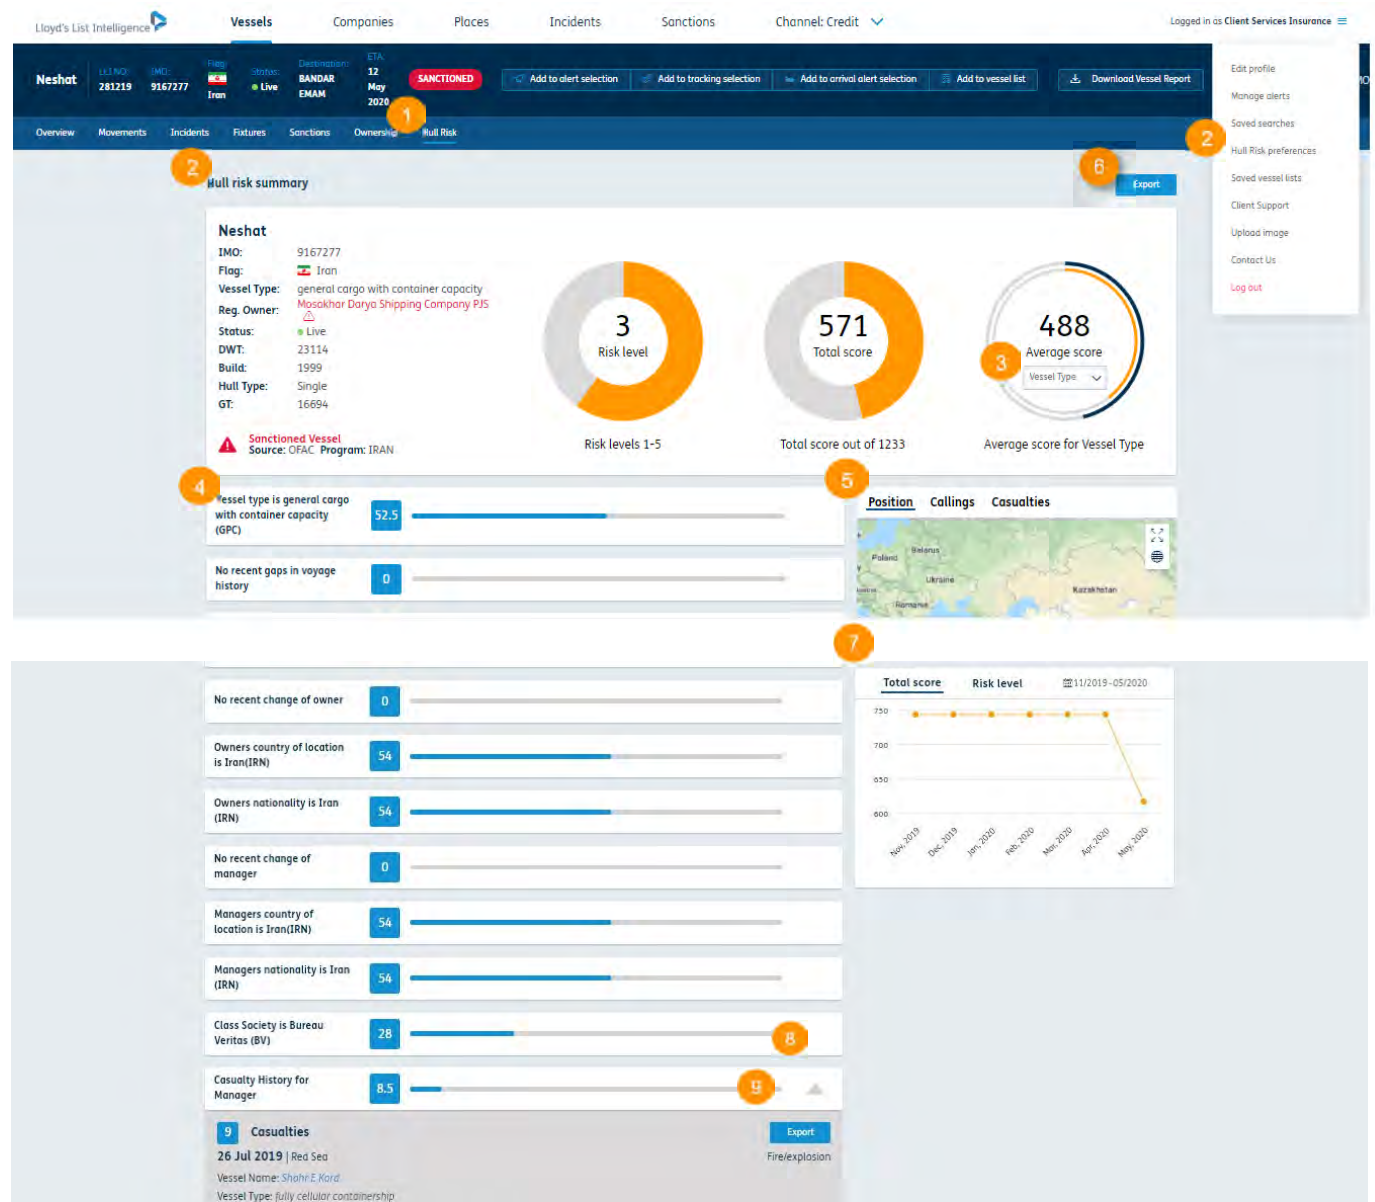 Lloyd's List Intelligence
Vessels Companies Places Incidents Sanctions Channel: Credit
Logged in as Client Services Insurance
Neshat
LLI NO: 281219
IMO: 9167277
Flag: Iran
Status: Live
Destination: BANDAR EMAM
ETA: 12 May 2020
SANCTIONED
Add to alert selection
Add to tracking selection
Add to arrival alert selection
Add to vessel list
Download Vessel Report
MO
Edit profile
Manage alerts
Saved searches
Hull Risk preferences
Saved vessel lists
Client Support
Upload image
Contact Us
Log out
1
2
Overview Movements Incidents Fixtures Sanctions Ownership Hull Risk
2
Hull risk summary
6
Export
Neshat
IMO: 9167277
Flag: Iran
Vessel Type: general cargo with container capacity
Reg. Owner: Mosakhar Darya Shipping Company PJS
Status: Live
DWT: 23114
Build: 1999
Hull Type: Single
GT: 16694
Sanctioned Vessel
Source: OFAC Program: IRAN
3
Risk level
Risk levels 1-5
571
Total score
Total score out of 1233
488
Average score
3
Vessel Type
Average score for Vessel Type
4
Vessel type is general cargo
with container capacity
(GPC)
52.5
No recent gaps in voyage
history
0
5
Position Callings Casualties
Poland
Belarus
Ukraine
Romania
Kazakhstan
7
No recent change of owner
0
Owners country of location
is Iran(IRN)
54
Owners nationality is Iran
(IRN)
54
No recent change of
manager
0
Managers country of
location is Iran(IRN)
54
Managers nationality is Iran
(IRN)
54
Class Society is Bureau
Veritas (BV)
28
8
Casualty History for
Manager
8.5
9
9 Casualties
Export
26 Jul 2019 | Red Sea
Fire/explosion
Vessel Name: Shahr E Kord
Vessel Type: fully cellular containership
Total score Risk level 11/2019-05/2020
750
700
650
600
Nov, 2019 Dec, 2019 Jan, 2020 Feb, 2020 Mar, 2020 Apr, 2020 May, 2020